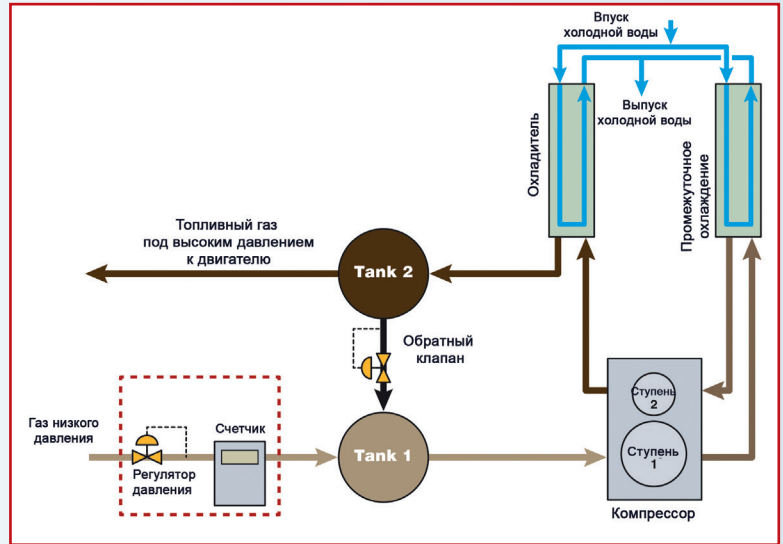 Впуск
холодной воды
Выпуск
холодной воды
Охладитель
Промежуточное
охлаждение
Топливный газ
под высоким давлением
к двигателю
Tank 2
Обратный
клапан
Ступень
2
Газ низкого
давления
Счетчик
Tank 1
Ступень
1
Регулятор
давления
Компрессор